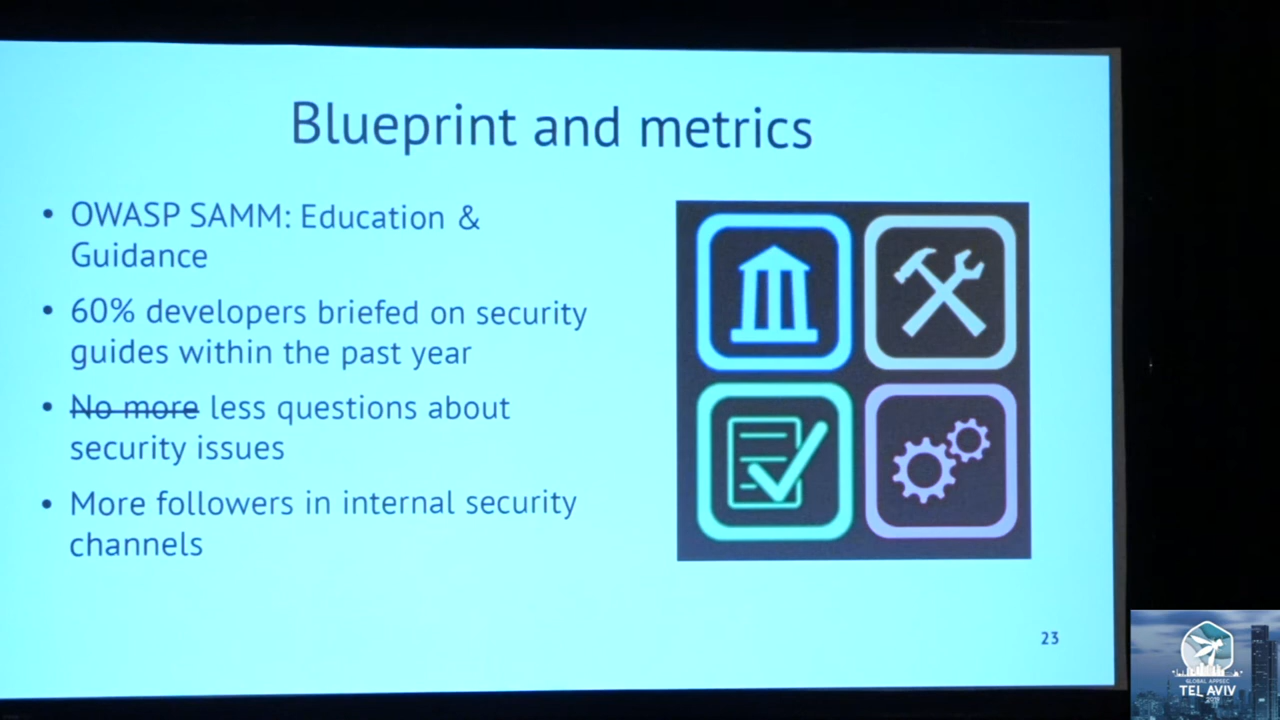 Blueprint and metrics
• OWASP SAMM: Education &
Guidance
• 60% developers briefed on security
guides within the past year
• No more less questions about
security issues
• More followers in internal security
channels
23
GLOBAL APPSEC
TEL AVIV
2019